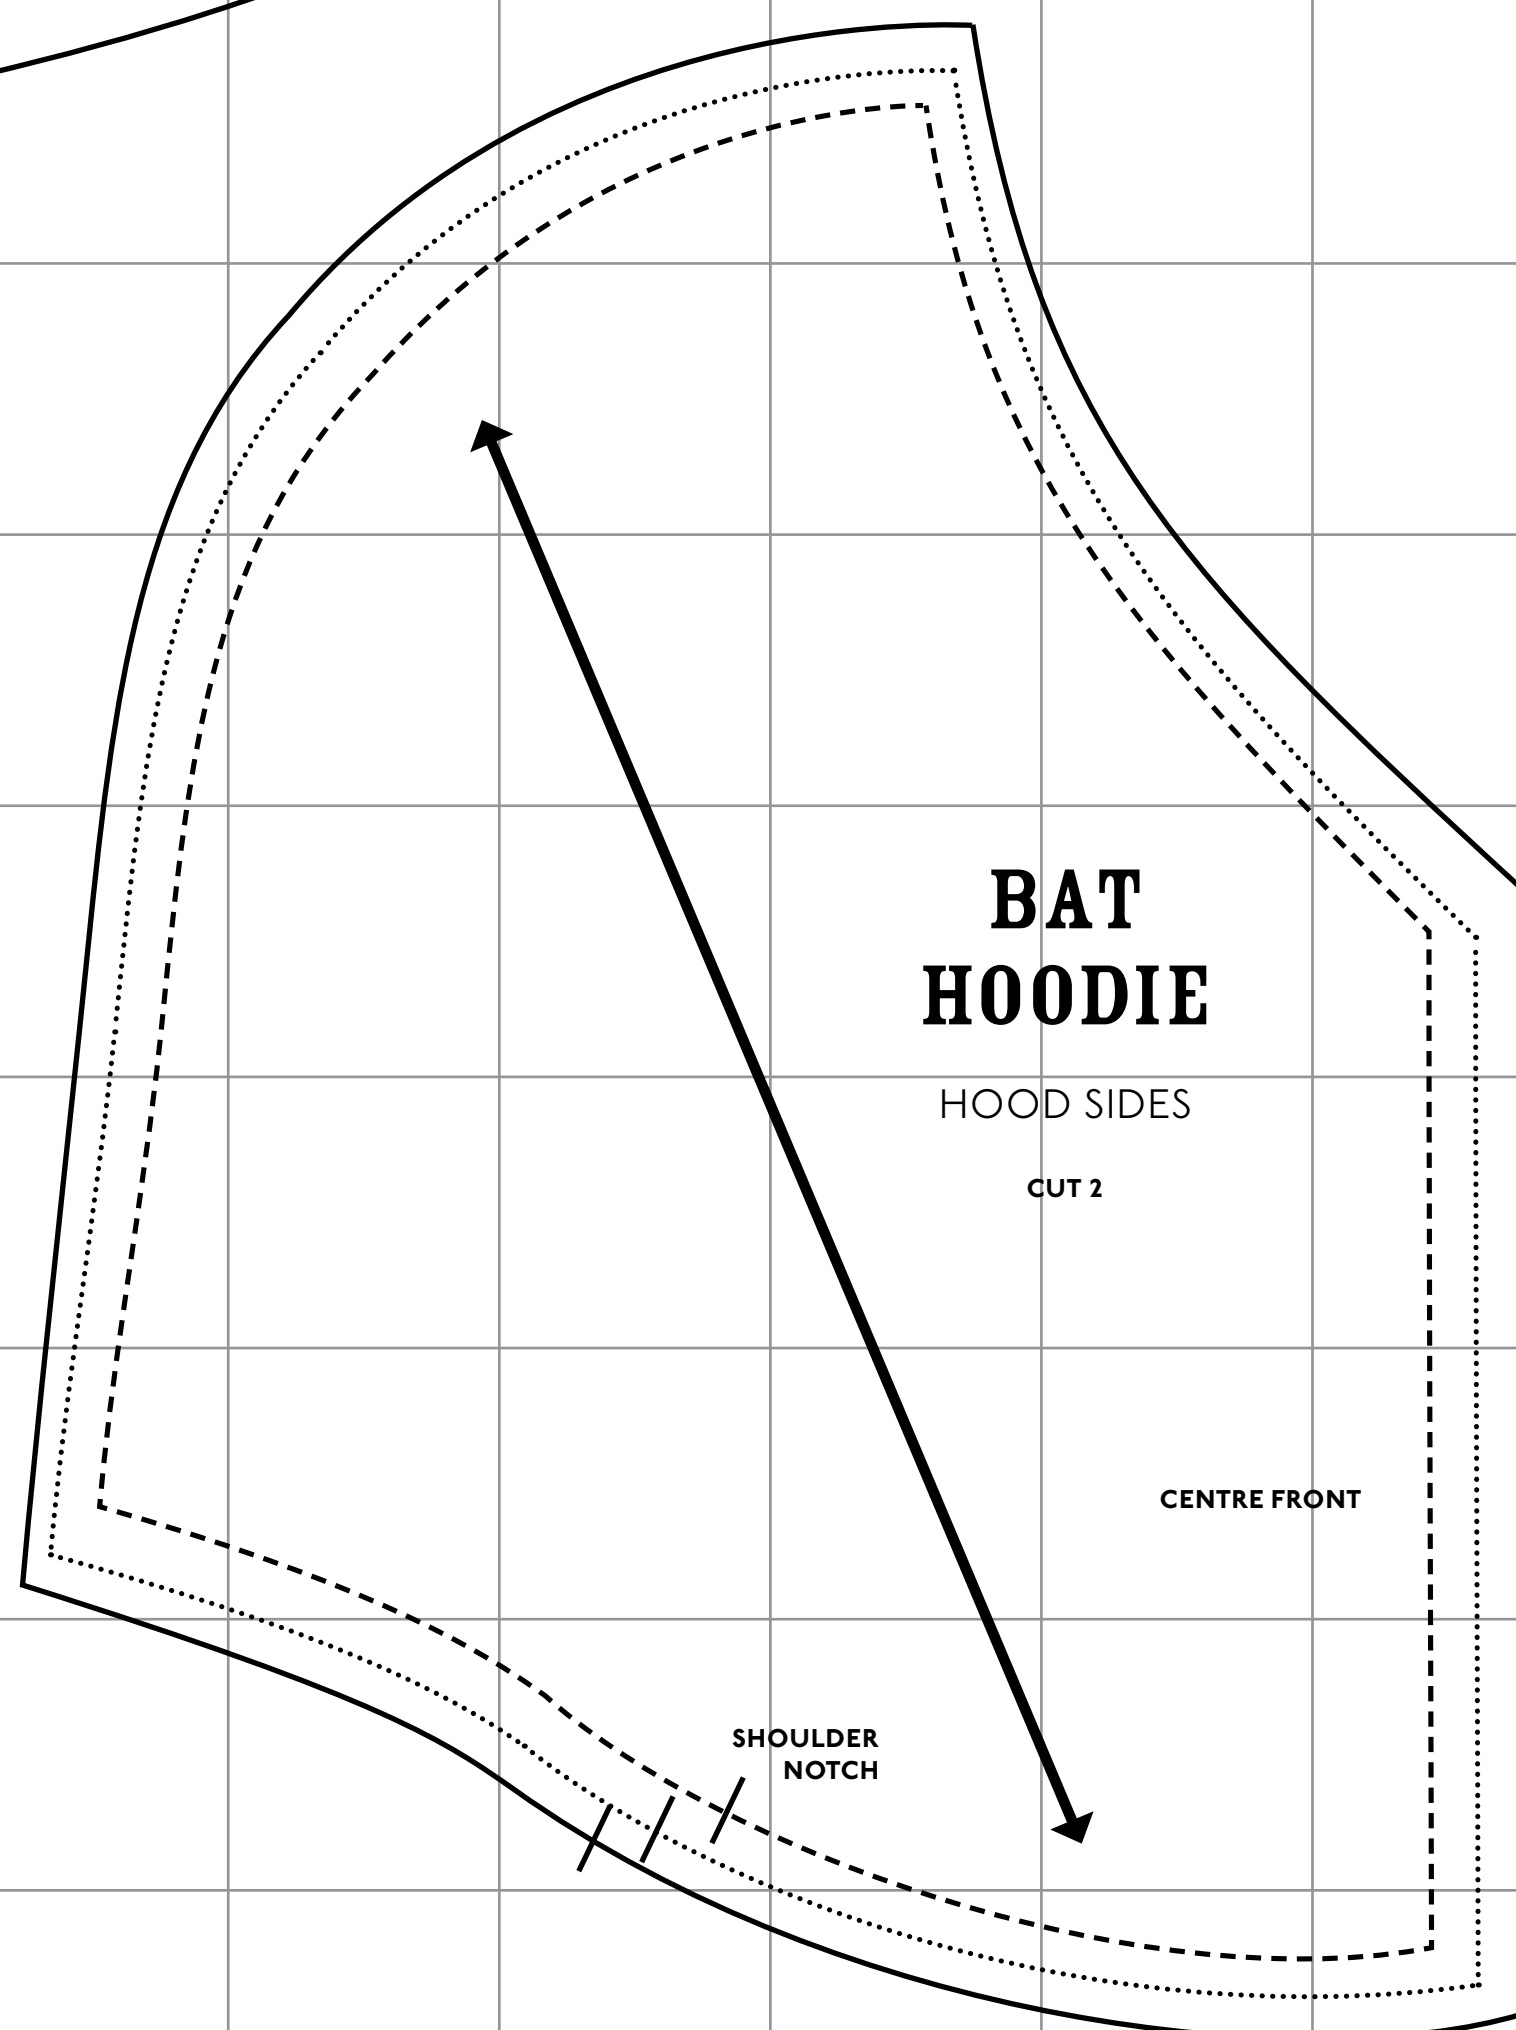 BAT
HOODIE
HOOD SIDES
CUT 2
CENTRE FRONT
SHOULDER
NOTCH